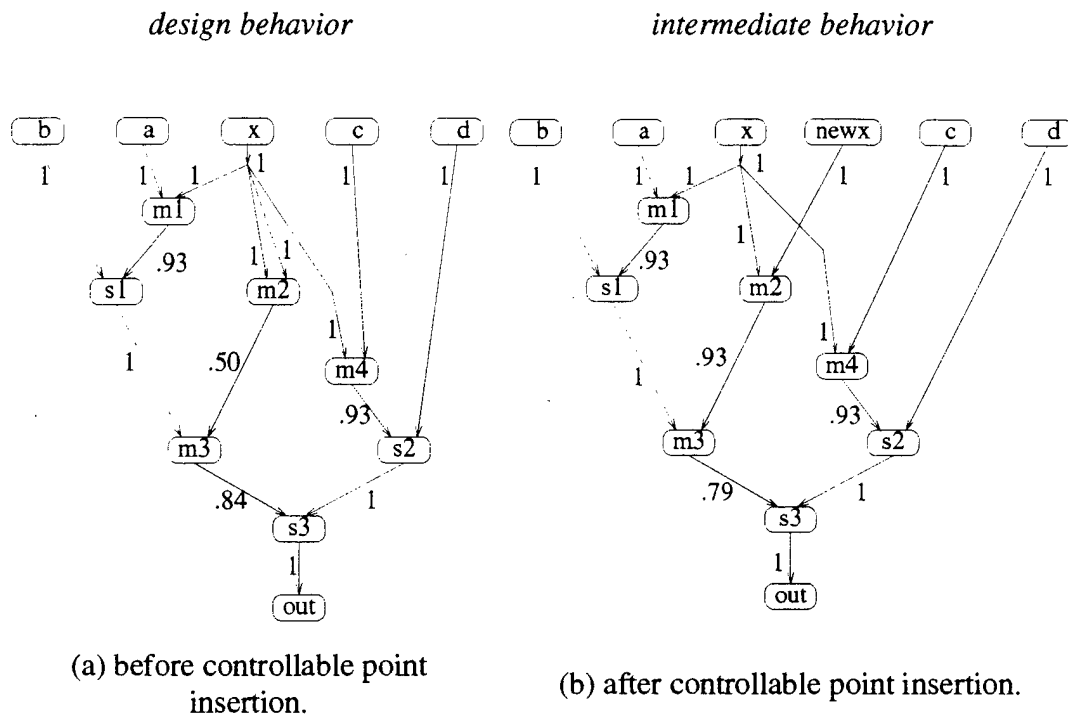 design behavior
intermediate behavior
b a x c d
b a x newx c d
1 1 1 1 1 1
1 1 1 1 1 1 1
m1
m1
.93 1 1
.93 1
s1 m2
s1 m2
1 .50 1 m4
1 .93 1 m4
.93
.93
m3 s2
m3 s2
.84 1
.79 1
s3
s3
1
1
out
out
(a) before controllable point
insertion.
(b) after controllable point insertion.